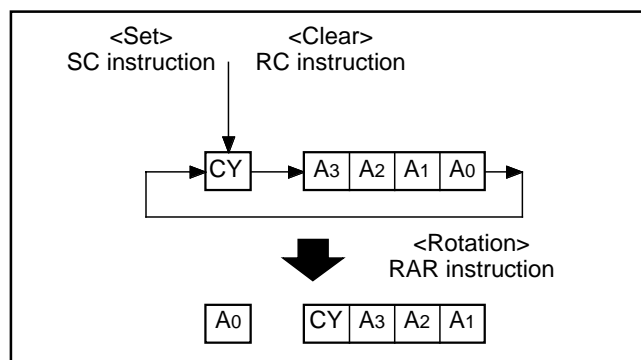 <Set> <Clear>
SC instruction RC instruction
CY A3 A2 A1 A0
<Rotation>
RAR instruction
A0 CY A3 A2 A1